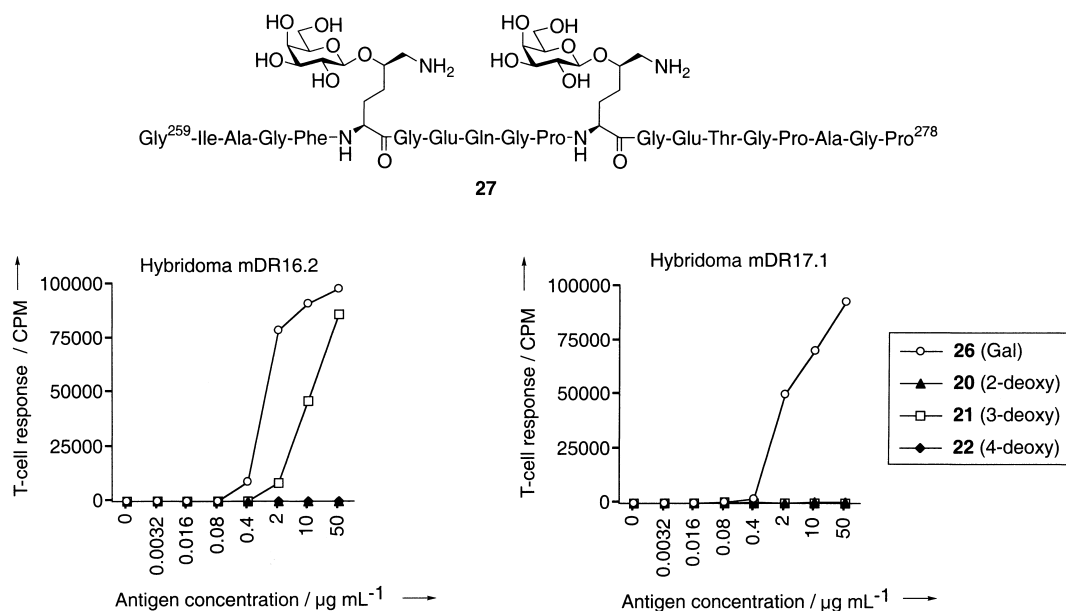 HO OH OH
O O NH2
HO OH
HO OH OH
O O NH2
HO OH
Gly259-Ile-Ala-Gly-Phe-N H O Gly-Glu-Gln-Gly-Pro-N H O Gly-Glu-Thr-Gly-Pro-Ala-Gly-Pro278
27
Hybridoma mDR16.2
T-cell response / CPM
100000
75000
50000
25000
0
0 0.0032 0.016 0.08 0.4 2 10 50
Antigen concentration / µg mL-1
Hybridoma mDR17.1
T-cell response / CPM
100000
75000
50000
25000
0
0 0.0032 0.016 0.08 0.4 2 10 50
Antigen concentration / µg mL-1
26 (Gal)
20 (2-deoxy)
21 (3-deoxy)
22 (4-deoxy)